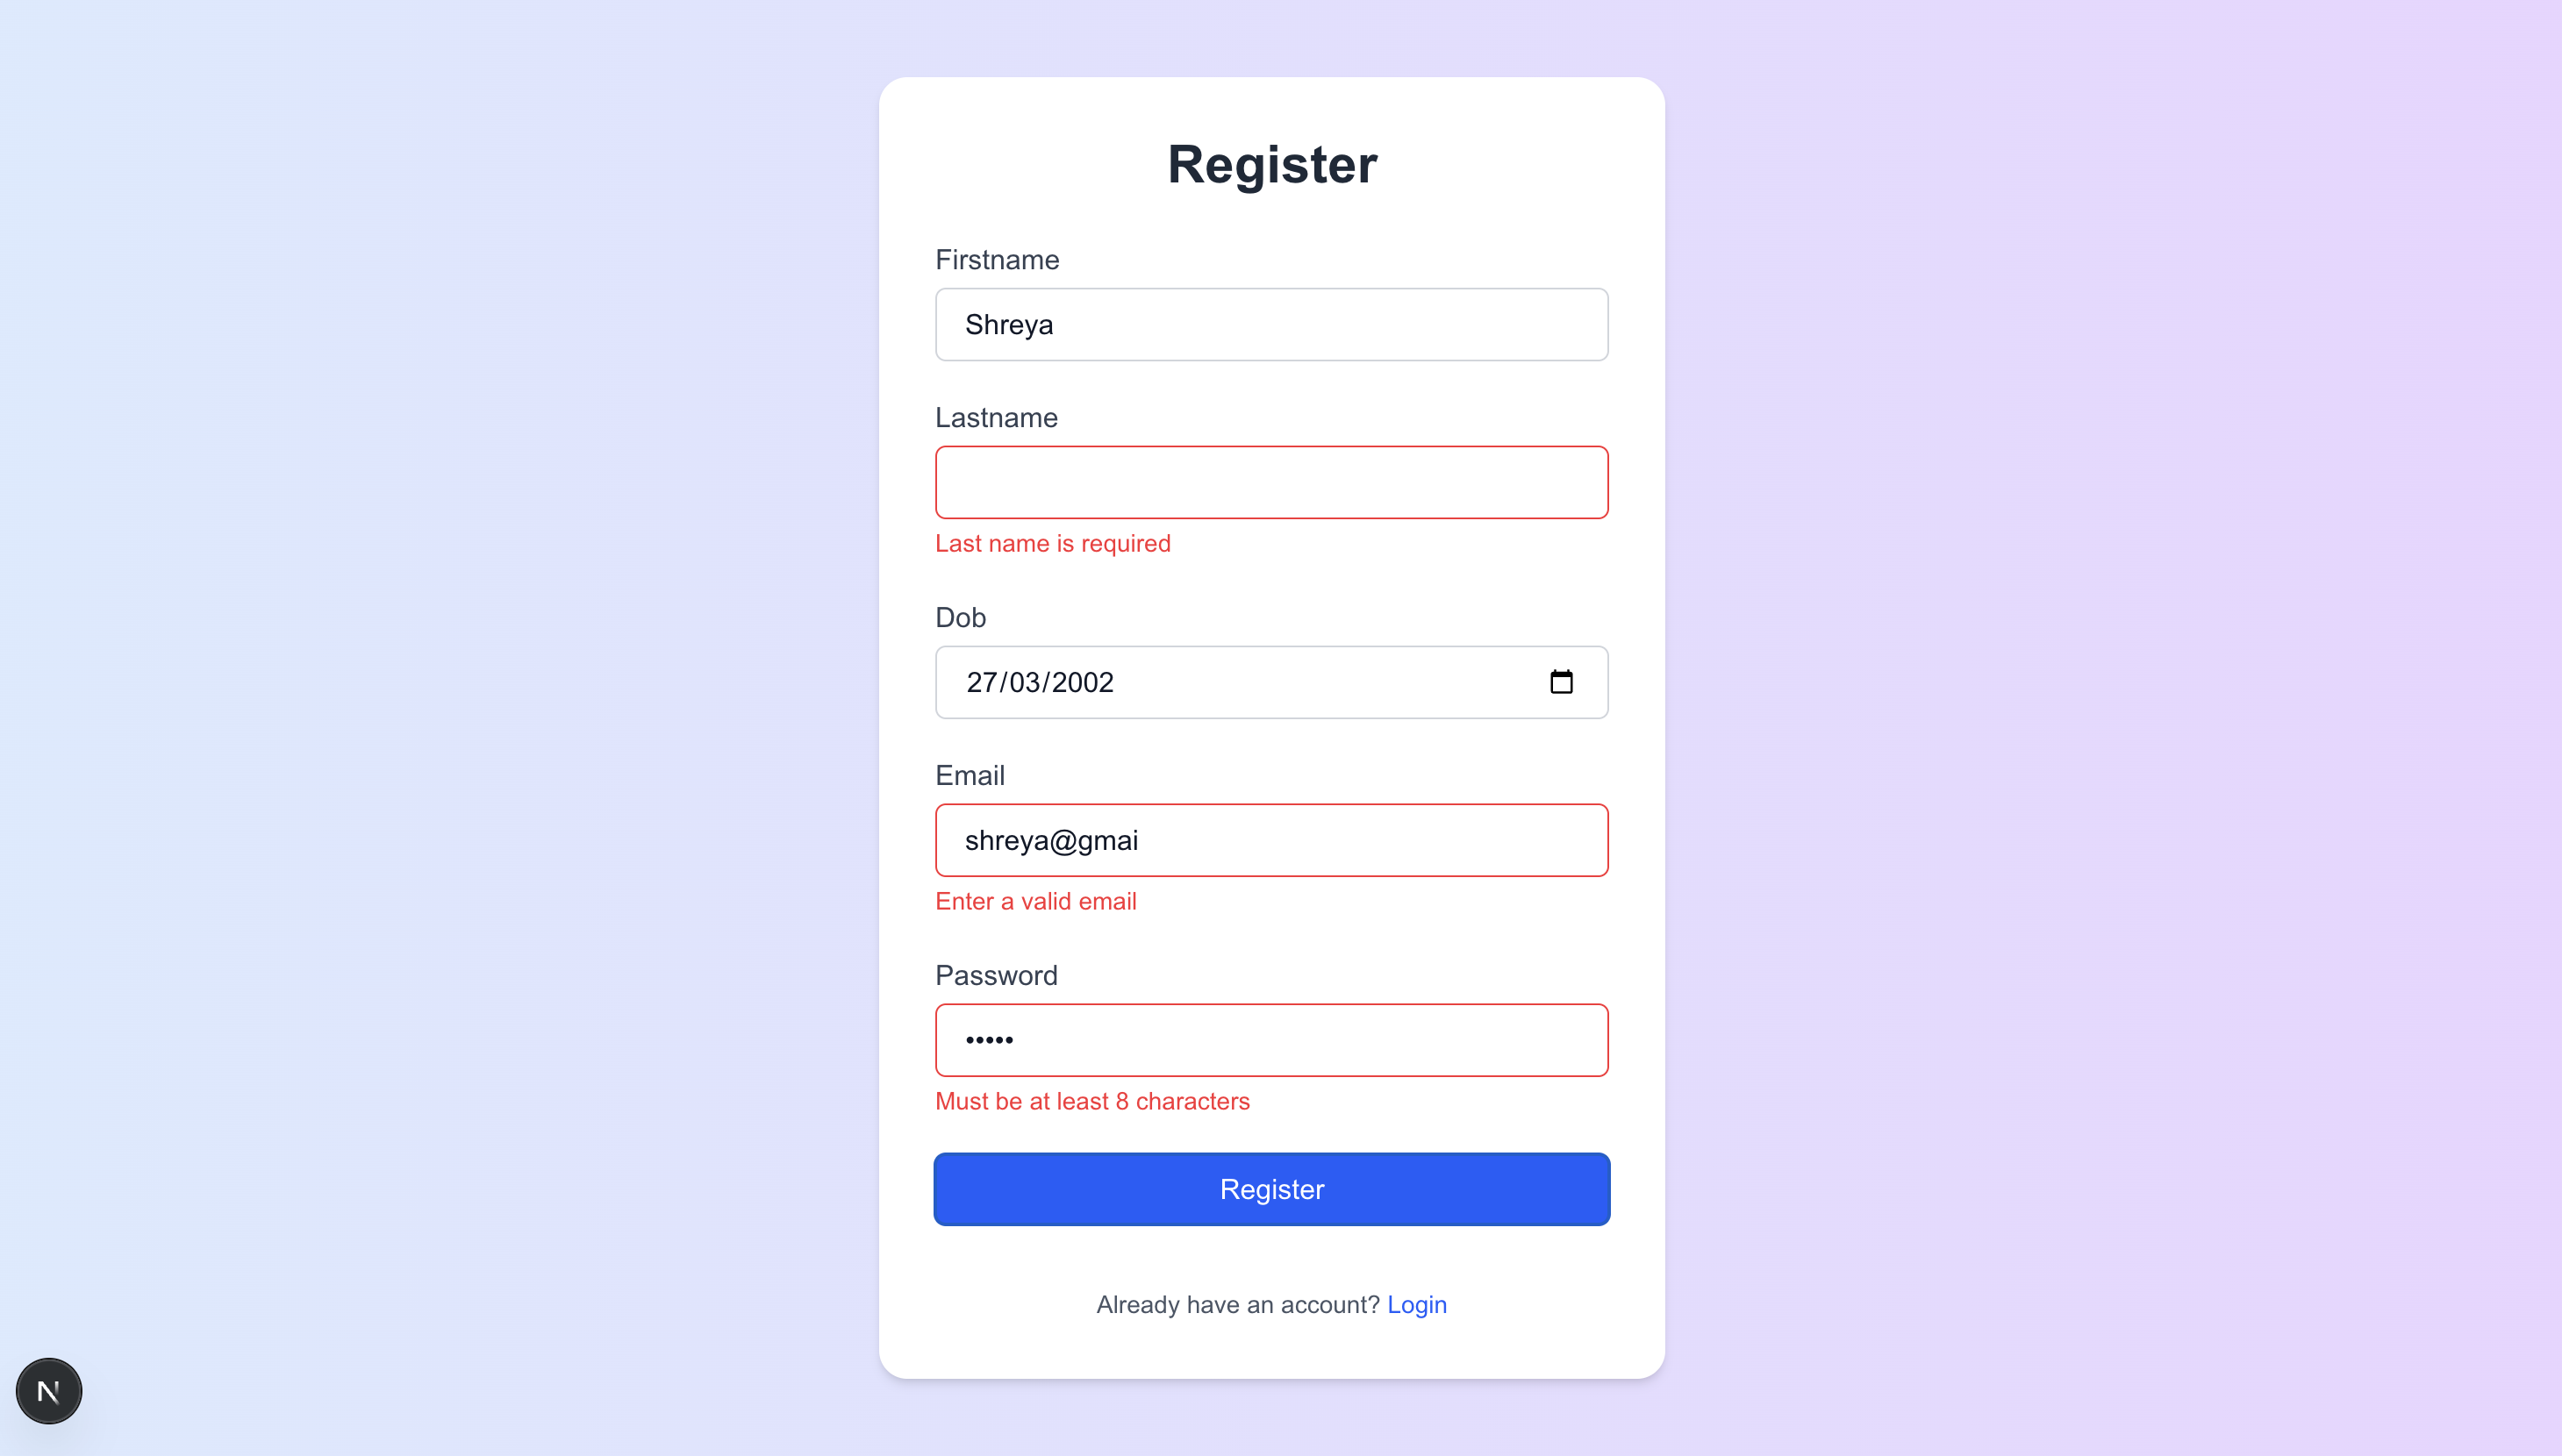 Register
Firstname
Shreya
Lastname
Last name is required
Dob
27/03/2002
Email
shreya@gmai
Enter a valid email
Password
•••••
Must be at least 8 characters
Register
Already have an account? Login
N